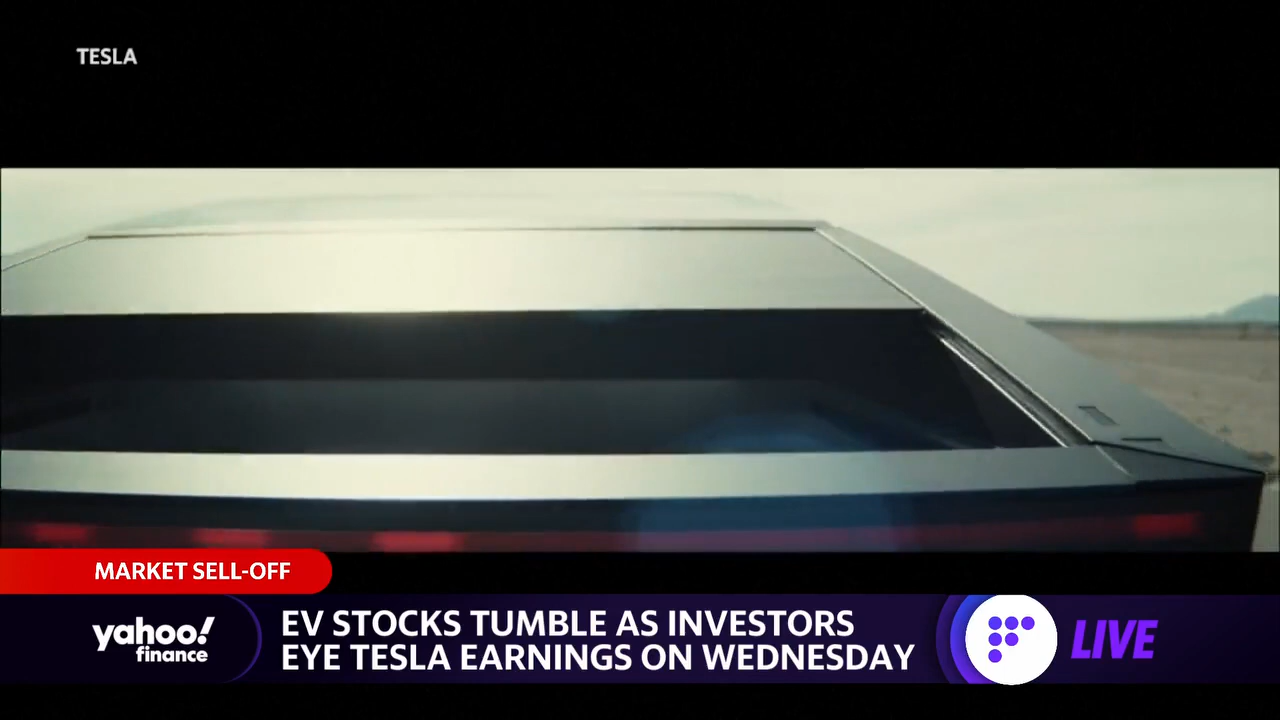 TESLA
MARKET SELL-OFF
yahoo!
finance
EV STOCKS TUMBLE AS INVESTORS
EYE TESLA EARNINGS ON WEDNESDAY
LIVE